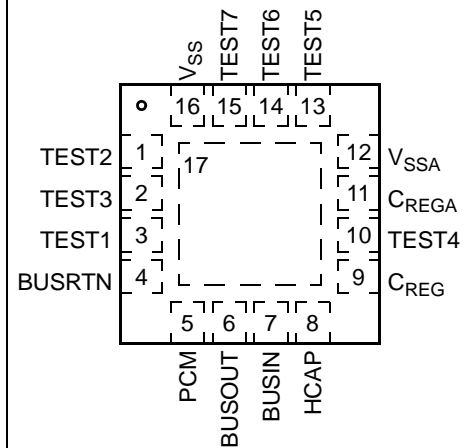 VSS
TEST7
TEST6
TEST5
16
15
14
13
TEST2
1
17
12
VSSA
TEST3
2
11
CREGA
TEST1
3
10
TEST4
BUSRTN
4
9
CREG
5
6
7
8
PCM
BUSOUT
BUSIN
HCAP